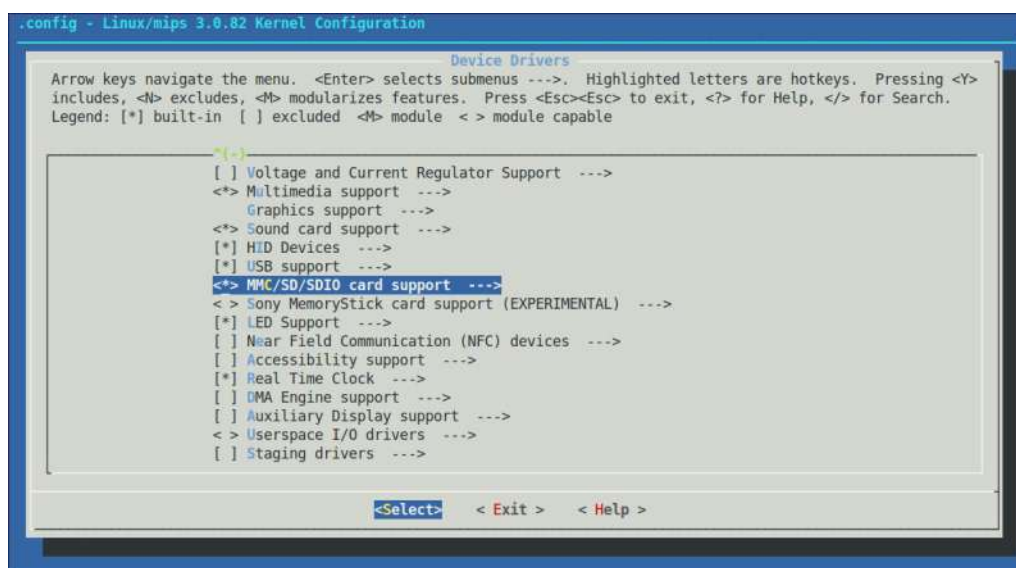 .config - Linux/mips 3.0.82 Kernel Configuration
Device Drivers
Arrow keys navigate the menu.  <Enter> selects submenus --->.  Highlighted letters are hotkeys.  Pressing <Y>
includes, <N> excludes, <M> modularizes features.  Press <Esc><Esc> to exit, <?> for Help, </> for Search.
Legend: [*] built-in  [ ] excluded  <M> module  < > module capable
^(-)
[ ] Voltage and Current Regulator Support  --->
<*> Multimedia support  --->
Graphics support  --->
<*> Sound card support  --->
[*] HID Devices  --->
[*] USB support  --->
<*> MMC/SD/SDIO card support  --->
< > Sony MemoryStick card support (EXPERIMENTAL)  --->
[*] LED Support  --->
[ ] Near Field Communication (NFC) devices  --->
[ ] Accessibility support  --->
[*] Real Time Clock  --->
[ ] DMA Engine support  --->
[ ] Auxiliary Display support  --->
< > Userspace I/O drivers  --->
[ ] Staging drivers  --->
<Select>    < Exit >    < Help >